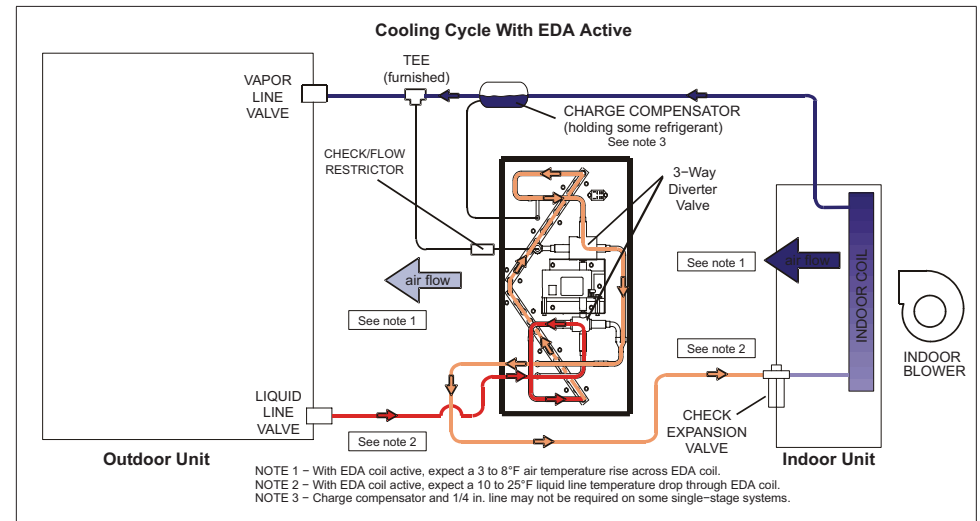 Cooling Cycle With EDA Active
TEE
(furnished)
VAPOR
LINE
VALVE
CHARGE COMPENSATOR
(holding some refrigerant)
See note 3
CHECK/FLOW
RESTRICTOR
3−Way
Diverter
Valve
air flow
See note 1
See note 1
air flow
INDOOR COIL
INDOOR
BLOWER
See note 2
LIQUID
LINE
VALVE
See note 2
CHECK
EXPANSION
VALVE
Outdoor Unit
Indoor Unit
NOTE 1 − With EDA coil active, expect a 3 to 8°F air temperature rise across EDA coil.
NOTE 2 − With EDA coil active, expect a 10 to 25°F liquid line temperature drop through EDA coil.
NOTE 3 − Charge compensator and 1/4 in. line may not be required on some single−stage systems.